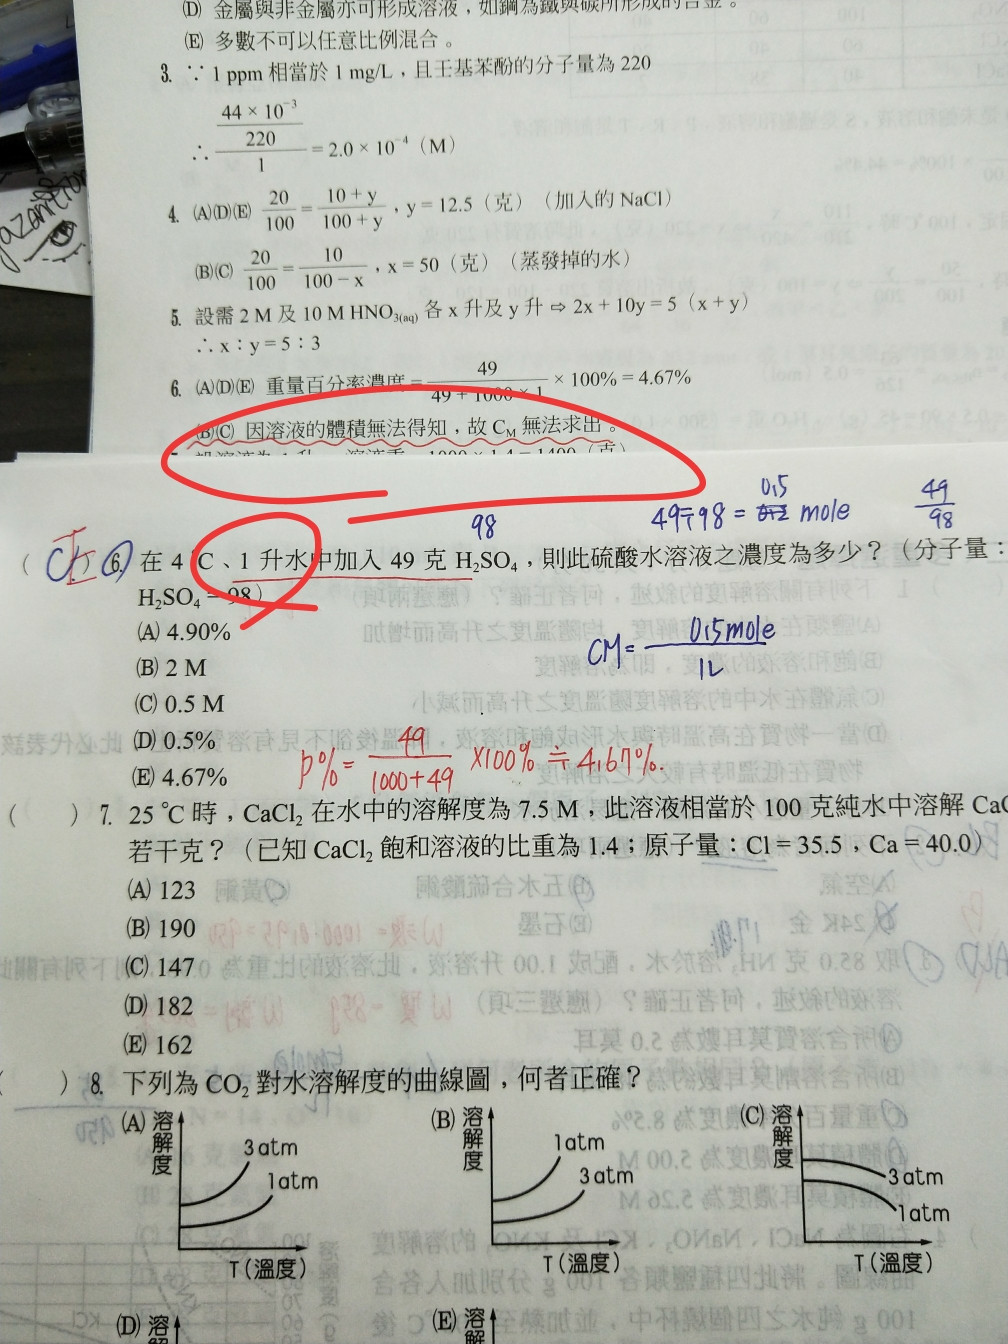 (D) 金屬與非金屬亦可形成溶液，如鋼為鐵與碳所形成的合金。
(E) 多數不可以任意比例混合。
3. ∵ 1 ppm 相當於 1 mg/L，且壬基苯酚的分子量為 220
44 × 10⁻³
220
∴ 1 = 2.0 × 10⁻⁴（M）
4. (A)(D)(E) 20/100 = 10 + y/100 + y，y = 12.5（克）（加入的 NaCl）
(B)(C) 20/100 = 10/100 − x，x = 50（克）（蒸發掉的水）
5. 設需 2 M 及 10 M HNO₃(aq) 各 x 升及 y 升 ⇨ 2x + 10y = 5（x + y）
∴ x：y = 5：3
6. (A)(D)(E) 重量百分率濃度 = 49/49 + 1000 × 1 × 100% = 4.67%
(B)(C) 因溶液的體積無法得知，故 C_M 無法求出。
49÷98 = 0.5 mole
49/98
98
( ) 6. 在 4 ℃、1 升水中加入 49 克 H₂SO₄，則此硫酸水溶液之濃度為多少？（分子量：
H₂SO₄ = 98）
(A) 4.90%
(B) 2 M
(C) 0.5 M
(D) 0.5%
(E) 4.67%
CM = 0.5mole/1L
P% = 49/1000+49 ×100% ≒ 4.67%.
( ) 7. 25 ℃ 時，CaCl₂ 在水中的溶解度為 7.5 M，此溶液相當於 100 克純水中溶解 CaC
若干克？（已知 CaCl₂ 飽和溶液的比重為 1.4；原子量：Cl = 35.5，Ca = 40.0）
(A) 123
(B) 190
(C) 147
(D) 182
(E) 162
( ) 8. 下列為 CO₂ 對水溶解度的曲線圖，何者正確？
(A) 溶解度 3 atm 1atm T (溫度)
(B) 溶解度 1atm 3 atm T (溫度)
(C) 溶解度 3 atm 1atm T (溫度)
(D) 溶
(E) 溶